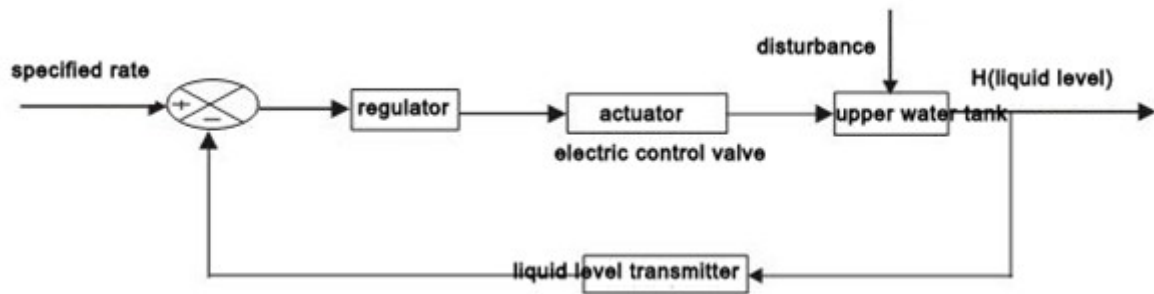 disturbance
specified rate
H(liquid level)
+
−
regulator
actuator
upper water tank
electric control valve
liquid level transmitter